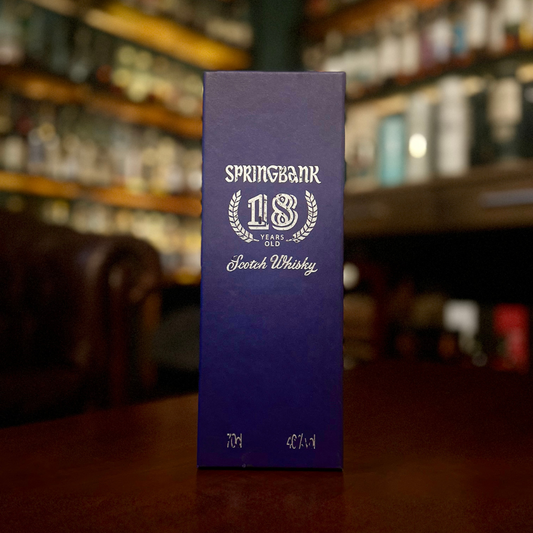 SPRINGBANK
18
YEARS
OLD
Scotch Whisky
70cl 46%vol